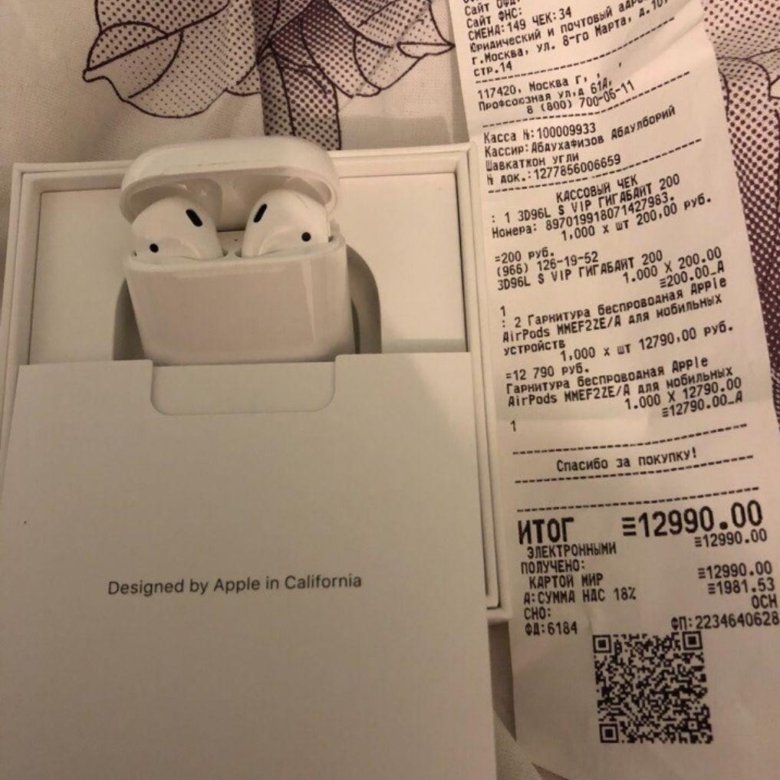 Сайт ФНС:
СМЕНА:149 ЧЕК:34
Юридический и почтовый
г.Москва, ул. 8-го Марта, д.10,
стр.14
117420, Москва г, , ,
Профсоюзная ул,д 61А,
8 (800) 700-06-11
Касса №:100009933
Кассир:Абдухафизов Абдулборий
Шавкатжон угли
№ док.:1277856006659
КАССОВЫЙ ЧЕК
: 1 3D96L S VIP ГИГАБАЙТ 200
Номера: 897019918071427983.
1,000 x шт 200,00 руб.
=200 руб.
(966) 126-19-52
3D96L S VIP ГИГАБАЙТ 200
1.000 X 200.00
≡200.00_А
1
: 2 Гарнитура беспроводная Apple
AirPods MMEF2ZE/A для мобильных
устройств
1,000 x шт 12790,00 руб.
=12 790 руб.
Гарнитура беспроводная Apple
AirPods MMEF2ZE/A для мобильных
1.000 X 12790.00
≡12790.00_А
1
Спасибо за покупку!
ИТОГ ≡12990.00
ЭЛЕКТРОННЫМИ ≡12990.00
ПОЛУЧЕНО:
КАРТОЙ МИР ≡12990.00
А:СУММА НДС 18% ≡1981.53
СНО: ОСН
ФД:6184 ФП:2234640628
Designed by Apple in California